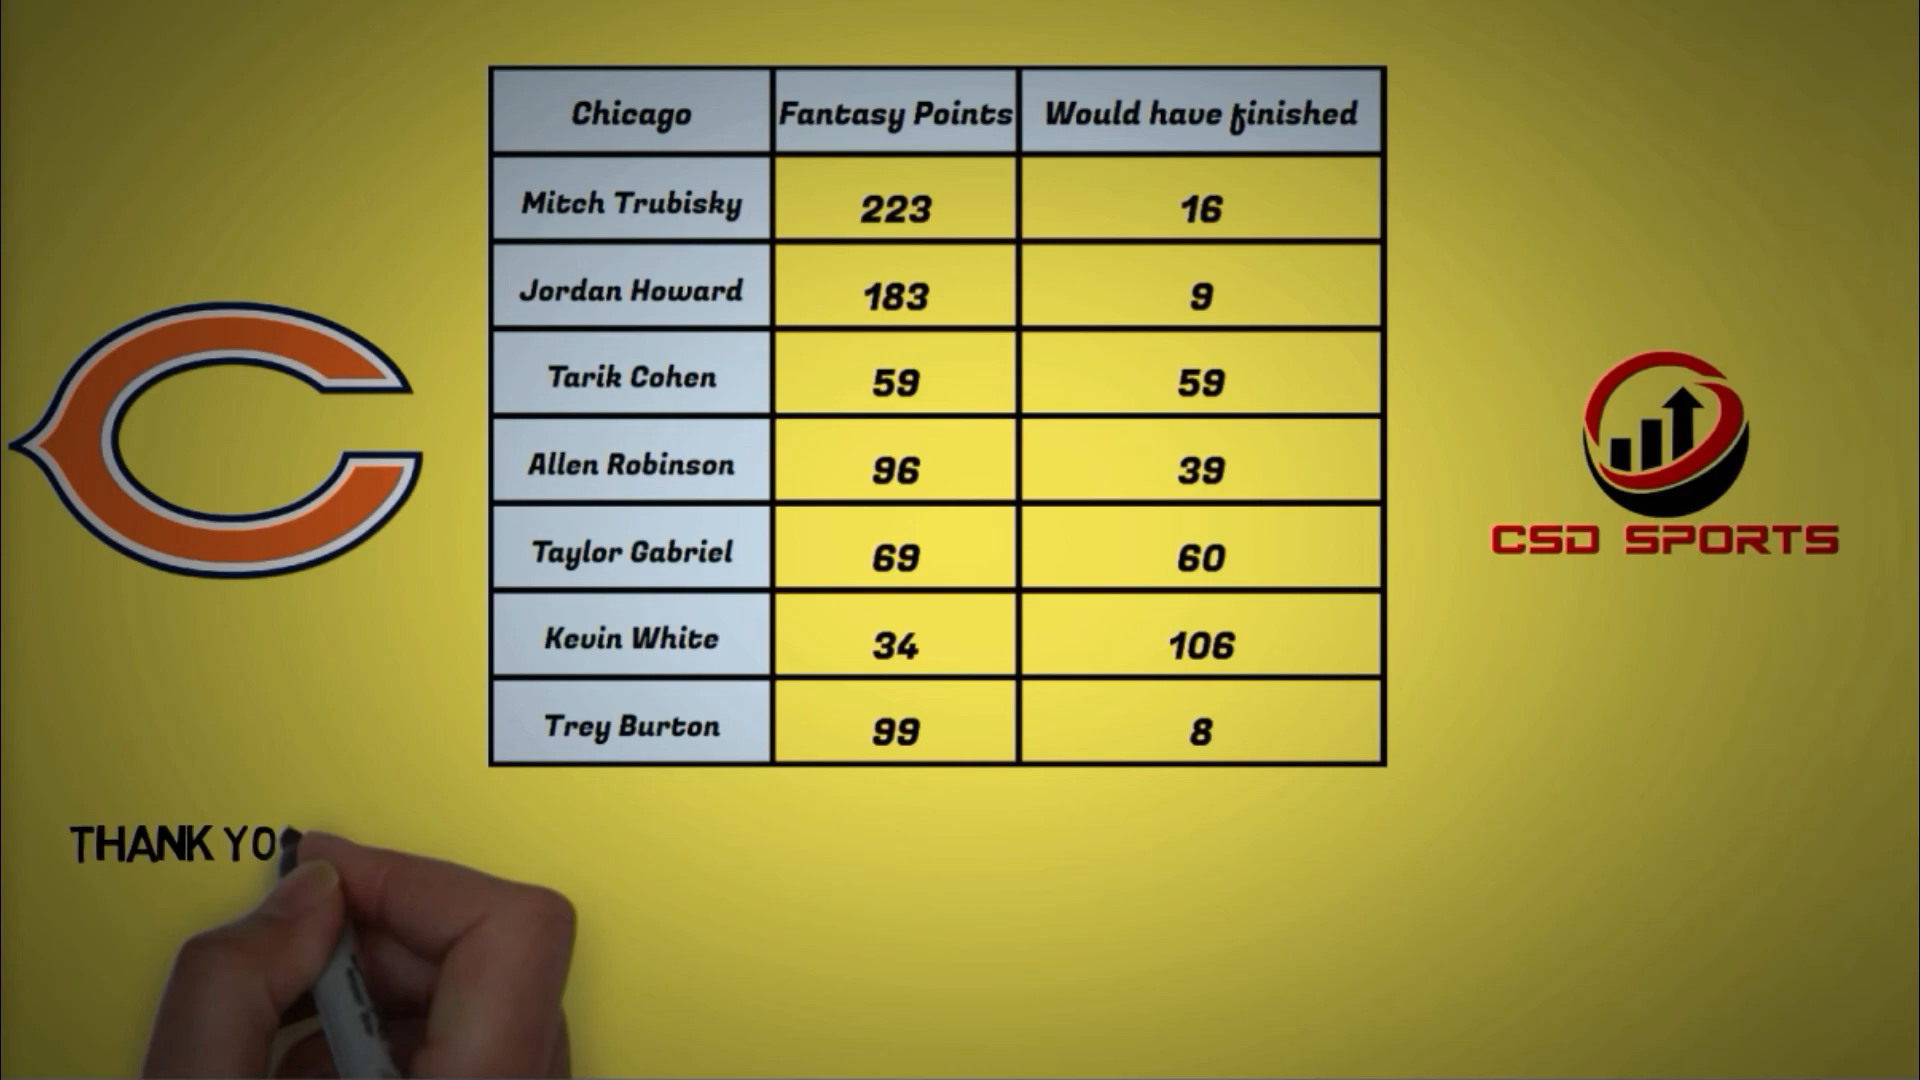 Chicago Fantasy Points Would have finished
Mitch Trubisky 223 16
Jordan Howard 183 9
Tarik Cohen 59 59
Allen Robinson 96 39
Taylor Gabriel 69 60
Kevin White 34 106
Trey Burton 99 8
CSD SPORTS
THANK YO